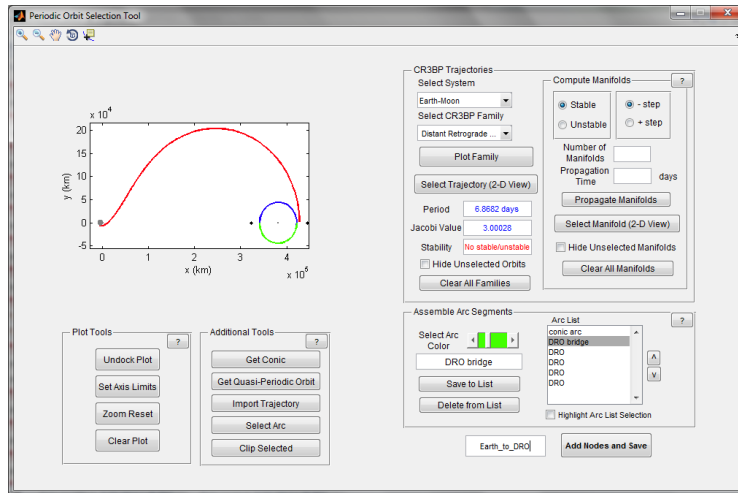 Periodic Orbit Selection Tool
x 10^4
20
15
10
5
0
-5
y (km)
0
1
2
3
4
x (km)
x 10^5
CR3BP Trajectories
Select System
Earth-Moon
Select CR3BP Family
Distant Retrograde ...
Plot Family
Select Trajectory (2-D View)
Period
6.8682 days
Jacobi Value
3.00028
Stability
No stable/unstable
Hide Unselected Orbits
Clear All Families
Compute Manifolds
?
Stable
Unstable
- step
+ step
Number of
Manifolds
Propagation
Time
days
Propagate Manifolds
Select Manifold (2-D View)
Hide Unselected Manifolds
Clear All Manifolds
Plot Tools
?
Undock Plot
Set Axis Limits
Zoom Reset
Clear Plot
Additional Tools
?
Get Conic
Get Quasi-Periodic Orbit
Import Trajectory
Select Arc
Clip Selected
Assemble Arc Segments
?
Select Arc
Color
DRO bridge
Save to List
Delete from List
Arc List
conic arc
DRO bridge
DRO
DRO
DRO
DRO
Highlight Arc List Selection
Earth_to_DRO
Add Nodes and Save